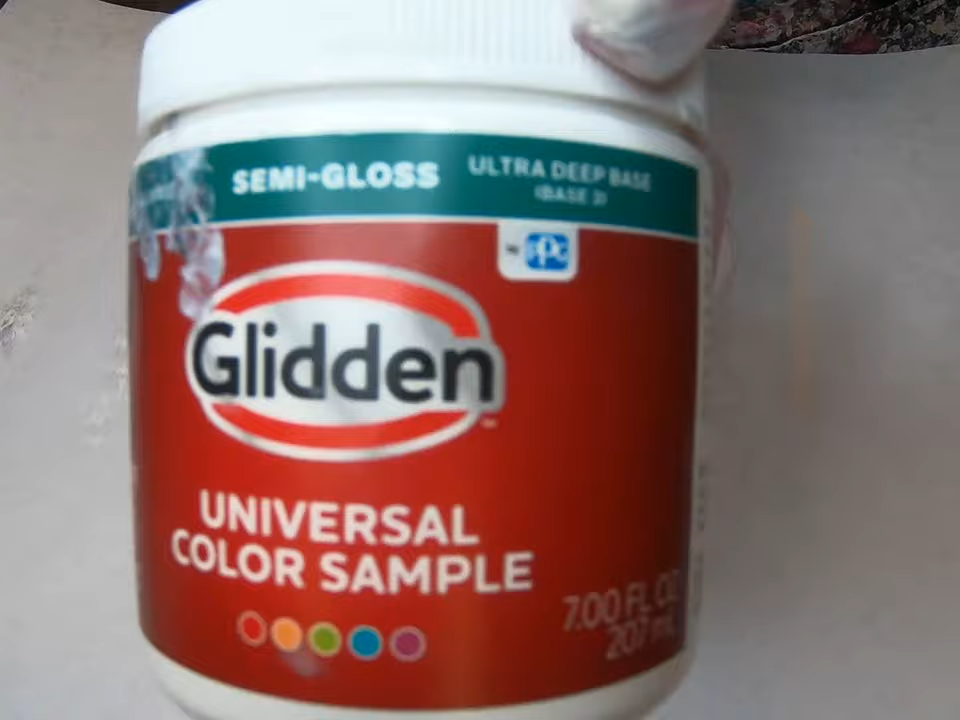 SEMI-GLOSS
ULTRA DEEP BASE
(BASE 3)
PPG
Glidden
UNIVERSAL
COLOR SAMPLE
7.00 FL OZ
207 mL